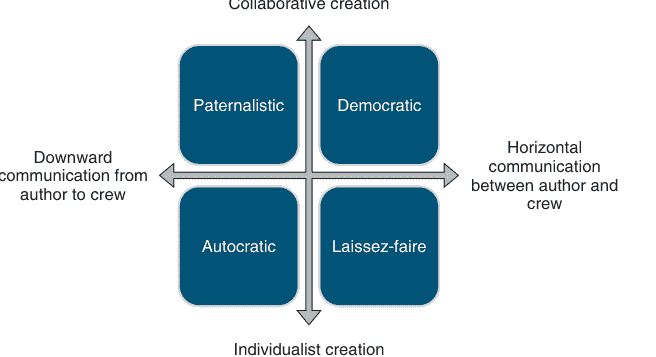 Collaborative creation
Paternalistic
Democratic
Downward
communication from
author to crew
Horizontal
communication
between author and
crew
Autocratic
Laissez-faire
Individualist creation